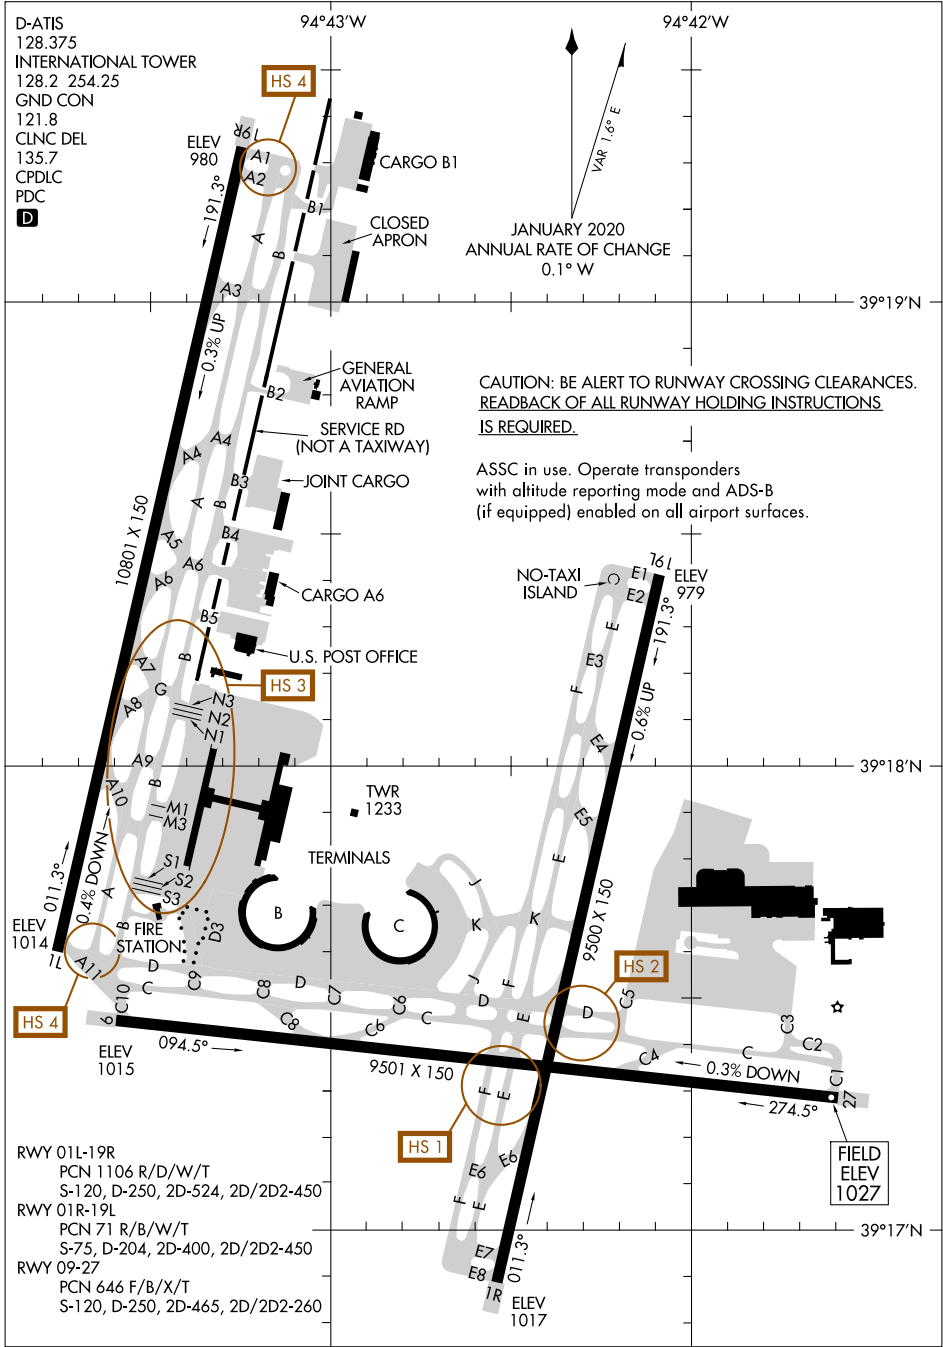 94°43'W
94°42'W
D-ATIS
128.375
INTERNATIONAL TOWER
128.2 254.25
GND CON
121.8
CLNC DEL
135.7
CPDLC
PDC
D
HS 4
19R
ELEV
980
A1
A2
CARGO B1
191.3°
B1
CLOSED
APRON
VAR 1.6° E
JANUARY 2020
ANNUAL RATE OF CHANGE
0.1° W
A
B
A3
39°19'N
0.3% UP
GENERAL
AVIATION
RAMP
B2
CAUTION: BE ALERT TO RUNWAY CROSSING CLEARANCES.
READBACK OF ALL RUNWAY HOLDING INSTRUCTIONS
IS REQUIRED.
SERVICE RD
(NOT A TAXIWAY)
A4
A4
B3
JOINT CARGO
ASSC in use. Operate transponders
with altitude reporting mode and ADS-B
(if equipped) enabled on all airport surfaces.
A
B
B4
A5
A6
A6
10801 X 150
CARGO A6
B5
U.S. POST OFFICE
NO-TAXI
ISLAND
C
E1
E2
19L
ELEV
979
191.3°
E
E3
F
E4
0.6% UP
A7
B
G
HS 3
A8
N3
N2
N1
39°18'N
A9
B
A10
M1
M3
TWR
1233
E5
TERMINALS
E
S1
S2
S3
011.3°
0.4% DOWN
A
B
J
K
K
9500 X 150
B
C
D3
FIRE
STATION
ELEV
1014
1L
A11
HS 4
D
C
C9
C8
D
C7
C6
J
F
D
E
HS 2
D
C5
C10
C8
C6
C
9
094.5°
ELEV
1015
9501 X 150
C4
C
C3
C2
C1
0.3% DOWN
274.5°
27
F
E
HS 1
FIELD
ELEV
1027
E6
E6
F
E
39°17'N
E7
E8
1R
011.3°
ELEV
1017
RWY 01L-19R
PCN 1106 R/D/W/T
S-120, D-250, 2D-524, 2D/2D2-450
RWY 01R-19L
PCN 71 R/B/W/T
S-75, D-204, 2D-400, 2D/2D2-450
RWY 09-27
PCN 646 F/B/X/T
S-120, D-250, 2D-465, 2D/2D2-260